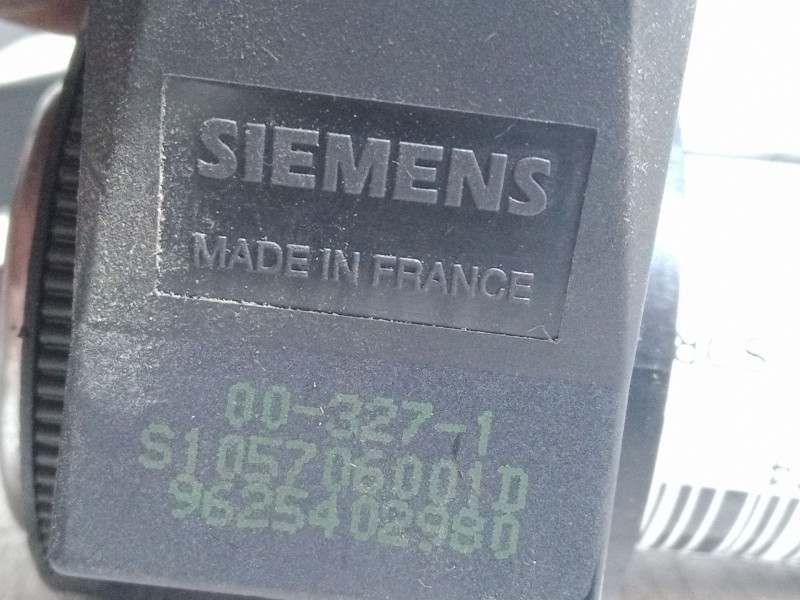 SIEMENS
MADE IN FRANCE
00-327-1
S105706001D
9625402980